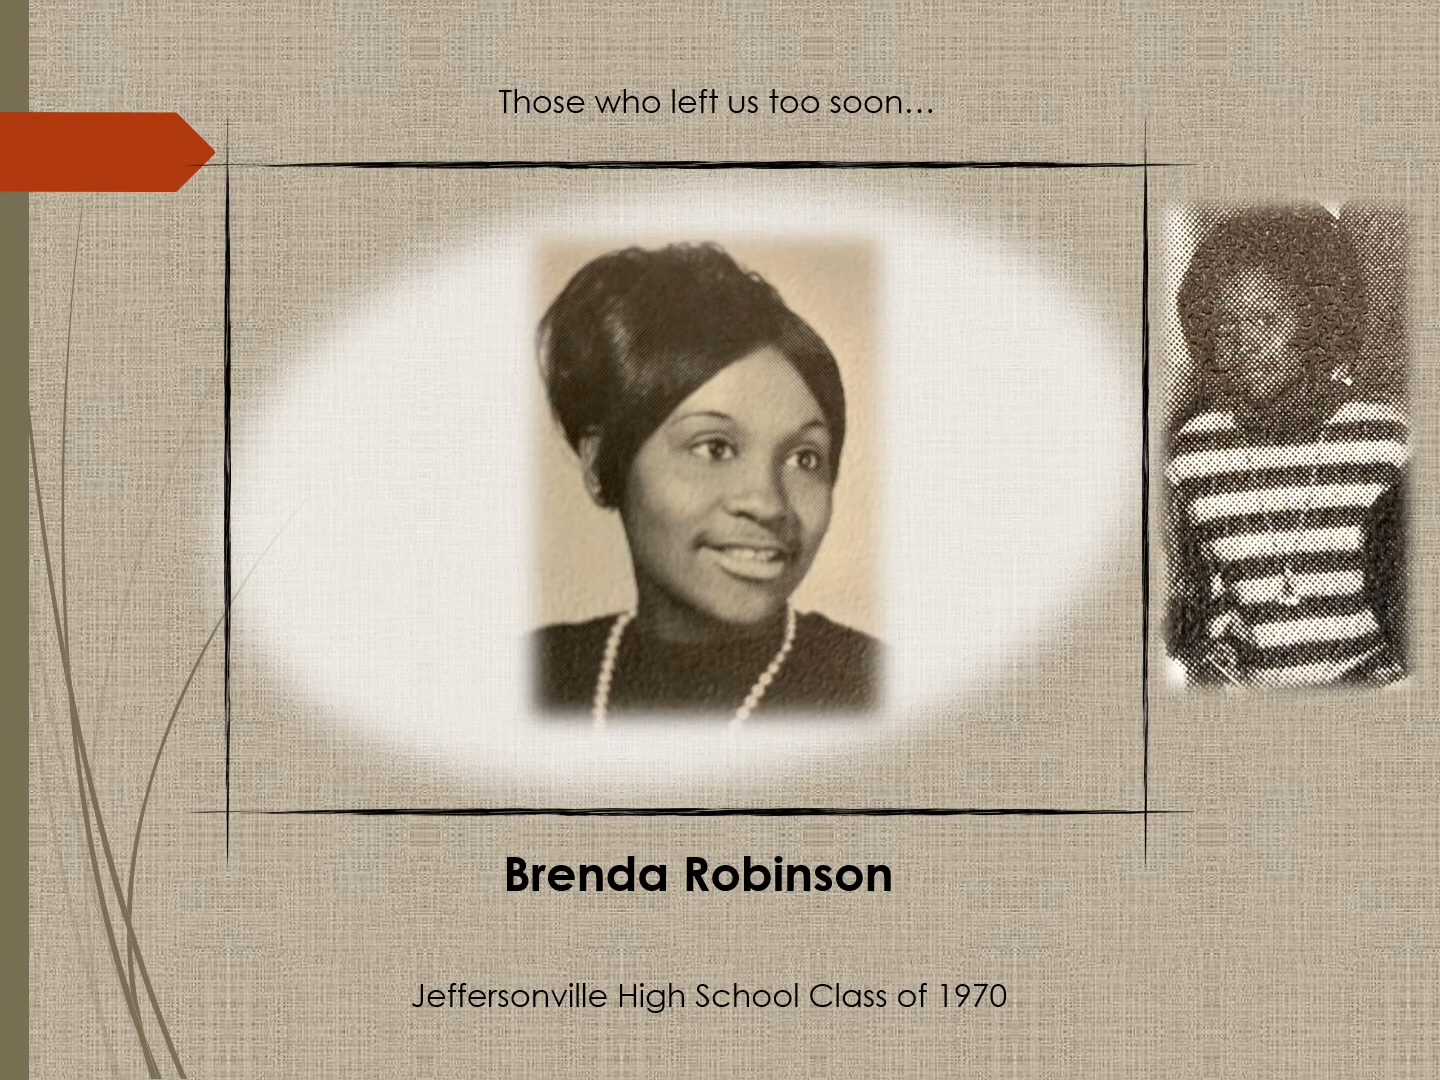 Those who left us too soon…
Brenda Robinson
Jeffersonville High School Class of 1970